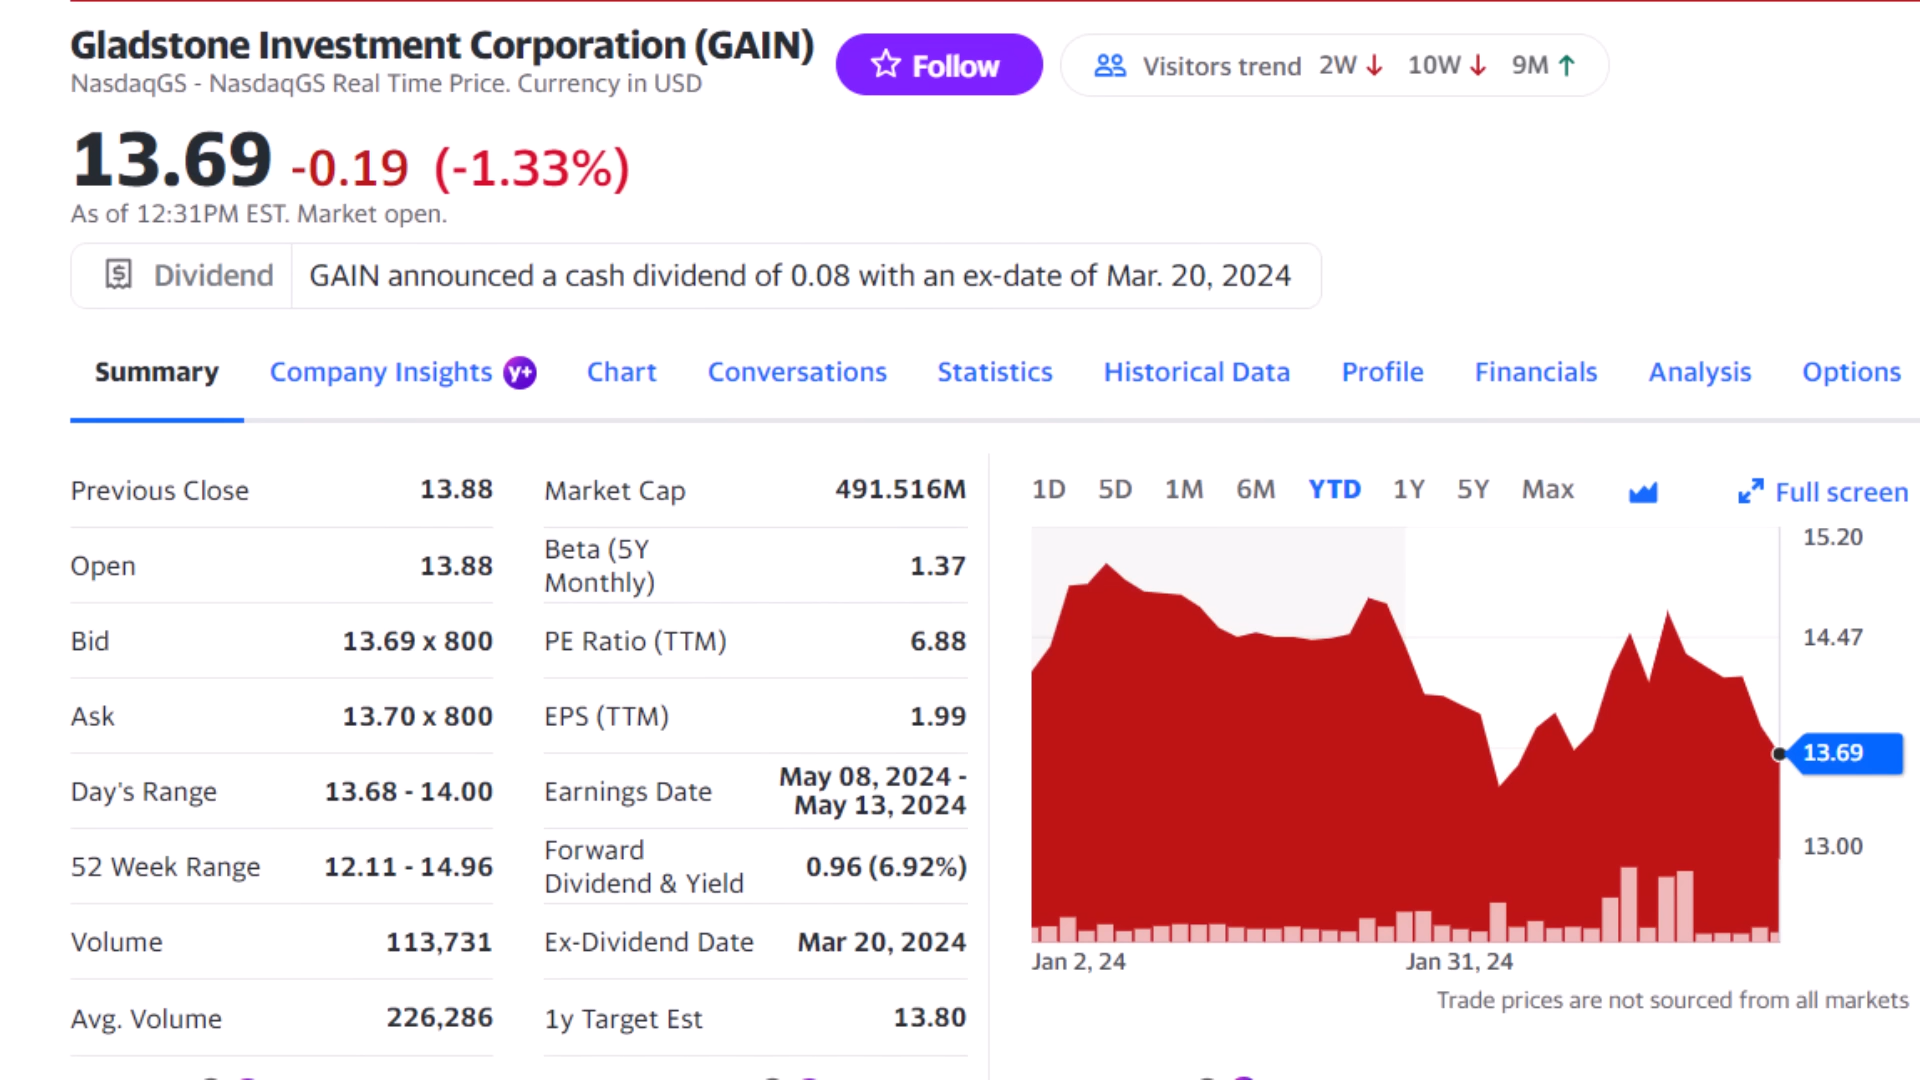 Gladstone Investment Corporation (GAIN)
NasdaqGS - NasdaqGS Real Time Price. Currency in USD
Follow
Visitors trend 2W ↓ 10W ↓ 9M ↑
13.69 -0.19 (-1.33%)
As of 12:31PM EST. Market open.
Dividend GAIN announced a cash dividend of 0.08 with an ex-date of Mar. 20, 2024
Summary Company Insights y+ Chart Conversations Statistics Historical Data Profile Financials Analysis Options
Previous Close 13.88
Open 13.88
Bid 13.69 x 800
Ask 13.70 x 800
Day's Range 13.68 - 14.00
52 Week Range 12.11 - 14.96
Volume 113,731
Avg. Volume 226,286
Market Cap 491.516M
Beta (5Y
Monthly) 1.37
PE Ratio (TTM) 6.88
EPS (TTM) 1.99
Earnings Date May 08, 2024 -
May 13, 2024
Forward
Dividend & Yield 0.96 (6.92%)
Ex-Dividend Date Mar 20, 2024
1y Target Est 13.80
1D 5D 1M 6M YTD 1Y 5Y Max Full screen
15.20
14.47
13.69
13.00
Jan 2, 24 Jan 31, 24
Trade prices are not sourced from all markets